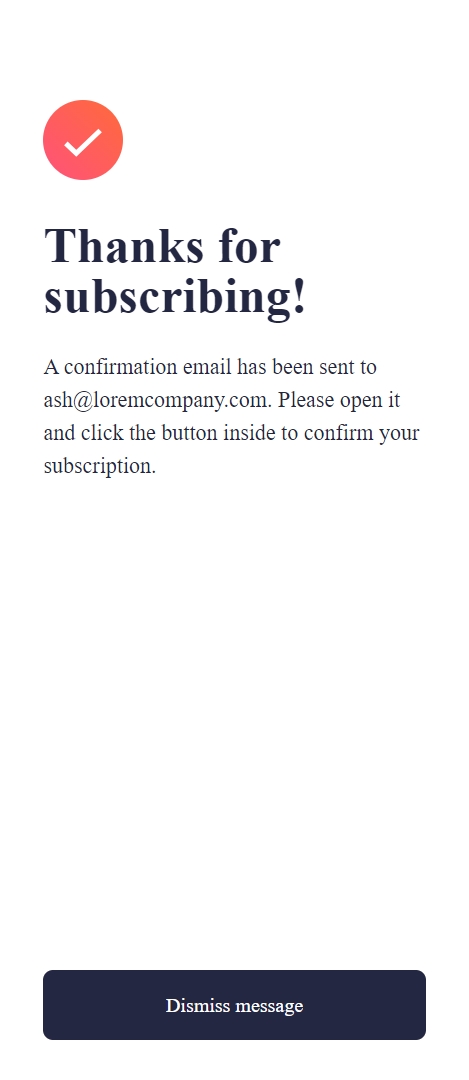 Thanks for
subscribing!
A confirmation email has been sent to
ash@loremcompany.com. Please open it
and click the button inside to confirm your
subscription.
Dismiss message